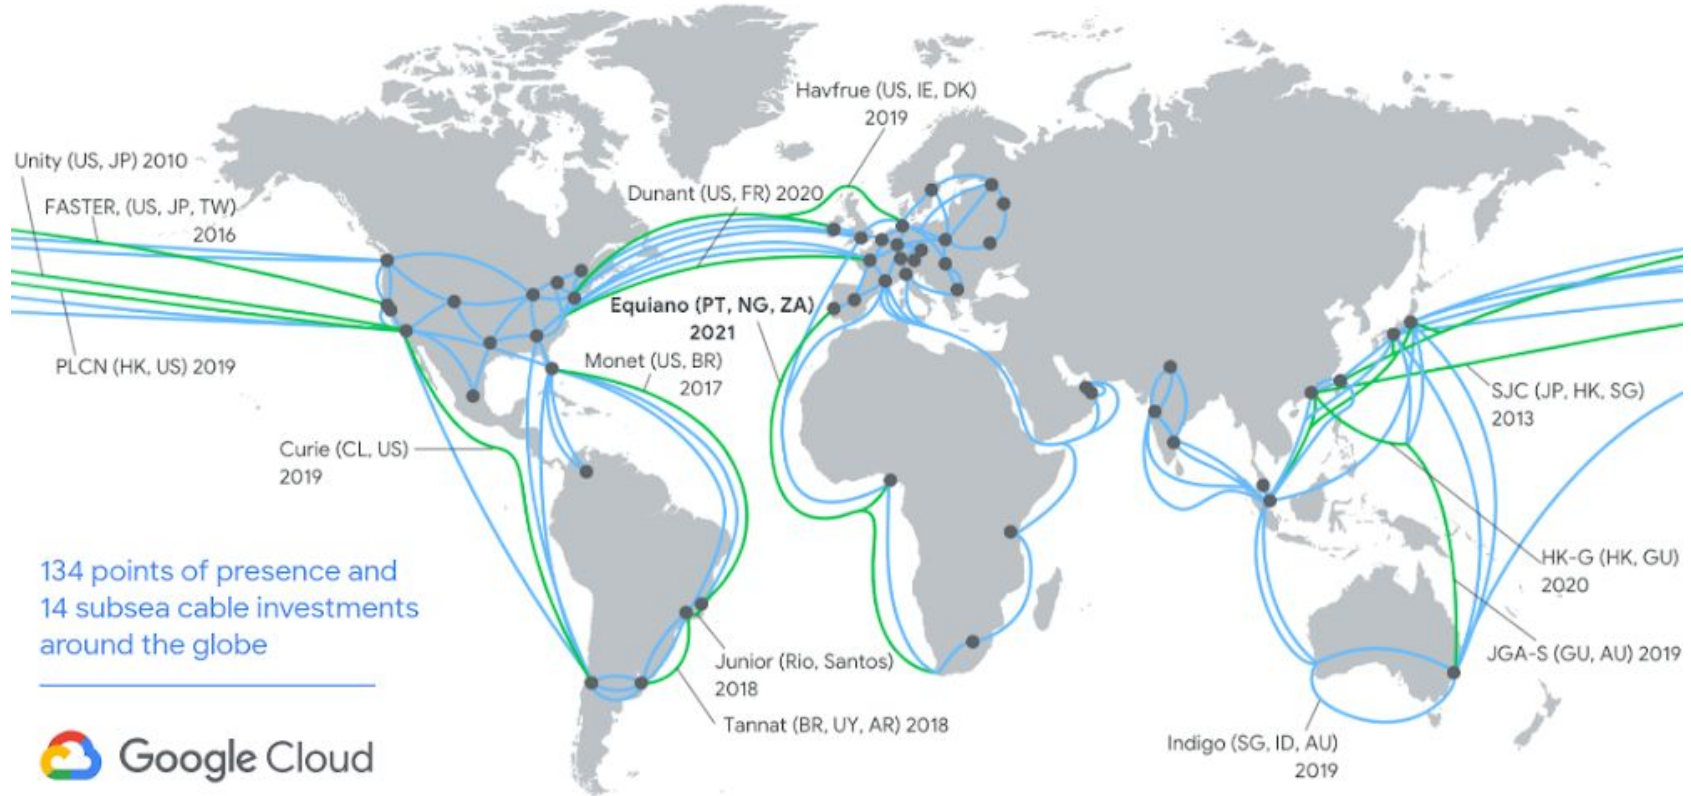 Havfrue (US, IE, DK)
2019
Unity (US, JP) 2010
FASTER, (US, JP, TW)
2016
Dunant (US, FR) 2020
Equiano (PT, NG, ZA)
2021
PLCN (HK, US) 2019
Monet (US, BR)
2017
SJC (JP, HK, SG)
2013
Curie (CL, US)
2019
HK-G (HK, GU)
2020
134 points of presence and
14 subsea cable investments
around the globe
JGA-S (GU, AU) 2019
Junior (Rio, Santos)
2018
Tannat (BR, UY, AR) 2018
Indigo (SG, ID, AU)
2019
Google Cloud